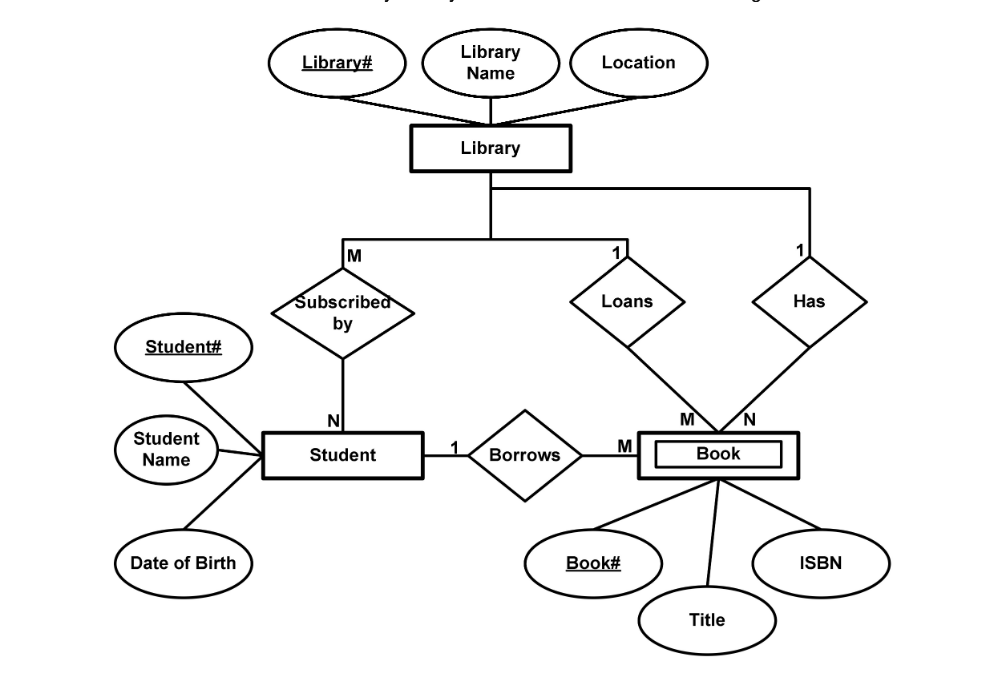 Library#
Library
Name
Location
Library
M
1
1
Subscribed
by
Loans
Has
Student#
N
M
N
Student
Name
Student
1
Borrows
M
Book
Date of Birth
Book#
ISBN
Title